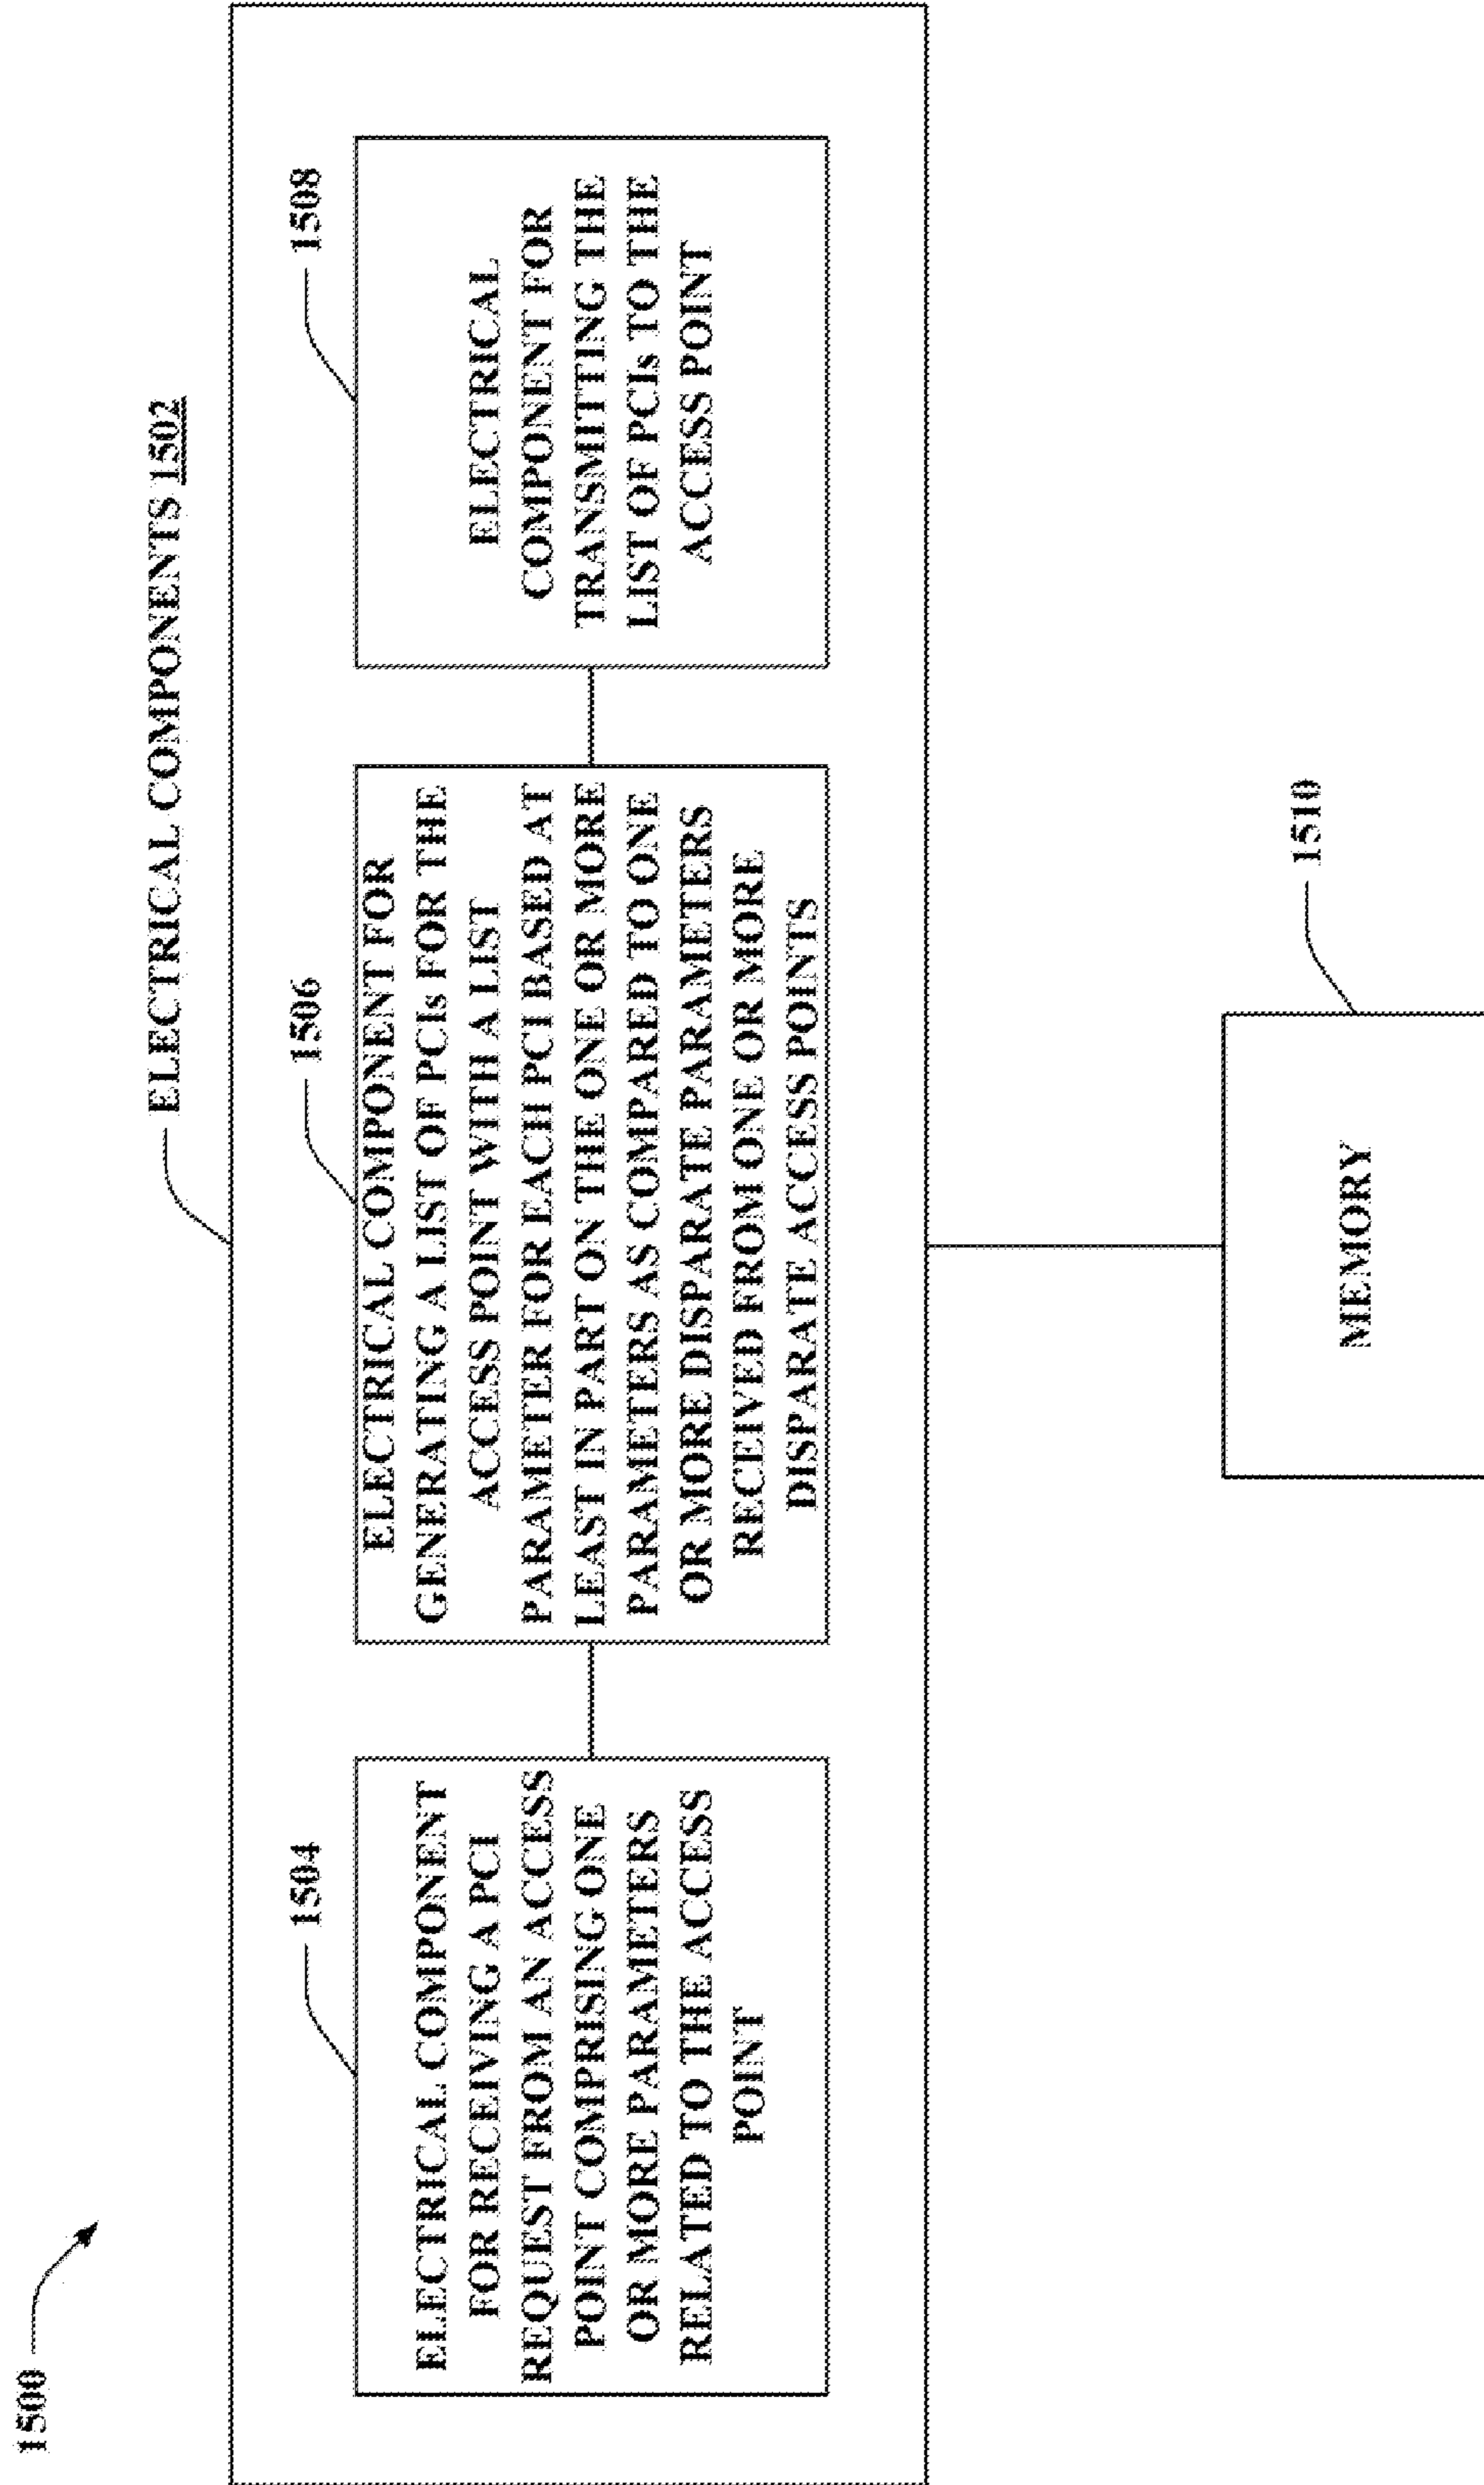 1500
ELECTRICAL COMPONENTS 1502
1504
ELECTRICAL COMPONENT
FOR RECEIVING A PCI
REQUEST FROM AN ACCESS
POINT COMPRISING ONE
OR MORE PARAMETERS
RELATED TO THE ACCESS
POINT
1506
ELECTRICAL COMPONENT FOR
GENERATING A LIST OF PCIs FOR THE
ACCESS POINT WITH A LIST
PARAMETER FOR EACH PCI BASED AT
LEAST IN PART ON THE ONE OR MORE
PARAMETERS AS COMPARED TO ONE
OR MORE DISPARATE PARAMETERS
RECEIVED FROM ONE OR MORE
DISPARATE ACCESS POINTS
1508
ELECTRICAL
COMPONENT FOR
TRANSMITTING THE
LIST OF PCIs TO THE
ACCESS POINT
1510
MEMORY